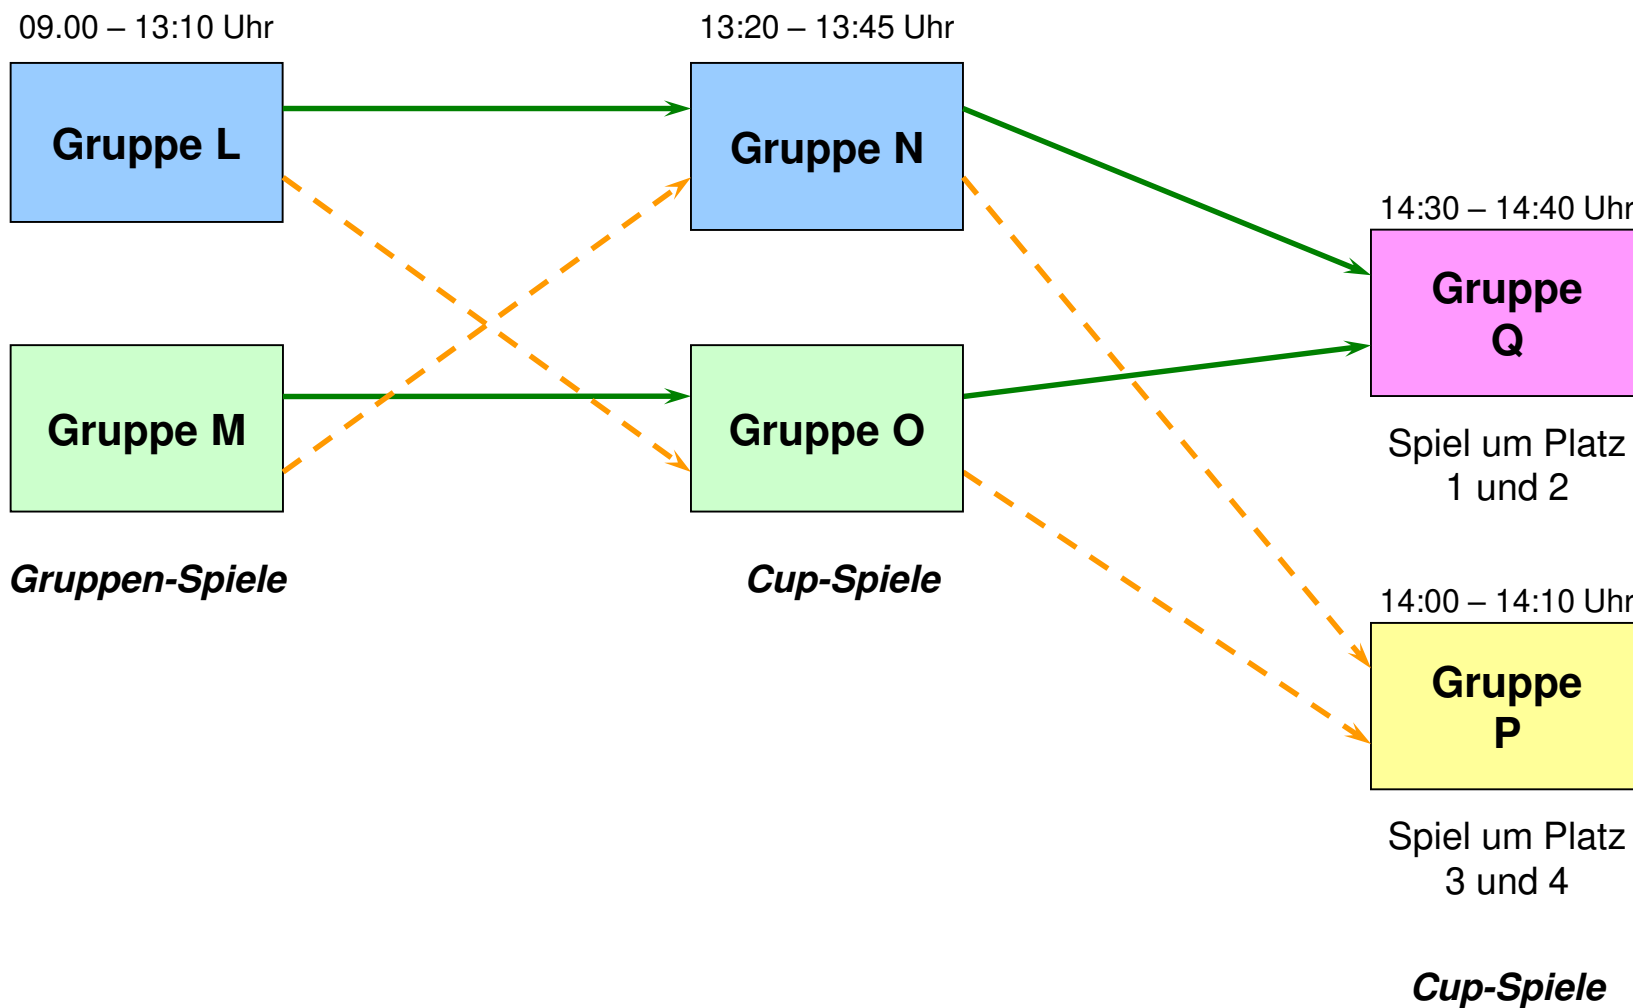 09.00 – 13:10 Uhr
13:20 – 13:45 Uhr
Gruppe L
Gruppe N
14:30 – 14:40 Uhr
Gruppe
Q
Gruppe M
Gruppe O
Spiel um Platz
1 und 2
Gruppen-Spiele
Cup-Spiele
14:00 – 14:10 Uhr
Gruppe
P
Spiel um Platz
3 und 4
Cup-Spiele